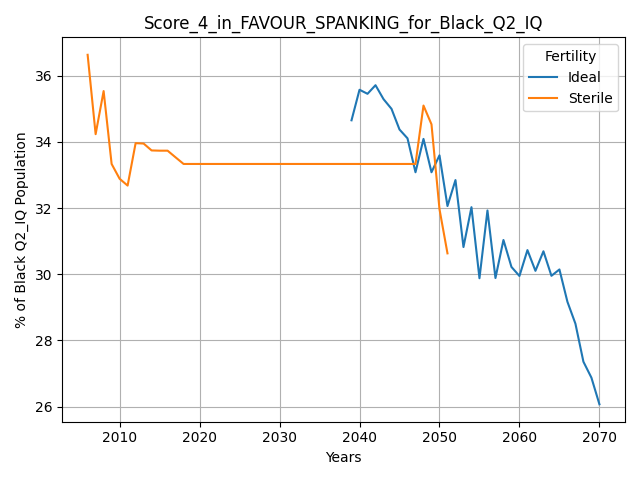 Score_4_in_FAVOUR_SPANKING_for_Black_Q2_IQ
Fertility
Ideal
Sterile
% of Black Q2_IQ Population
36
34
32
30
28
26
2010
2020
2030
2040
2050
2060
2070
Years